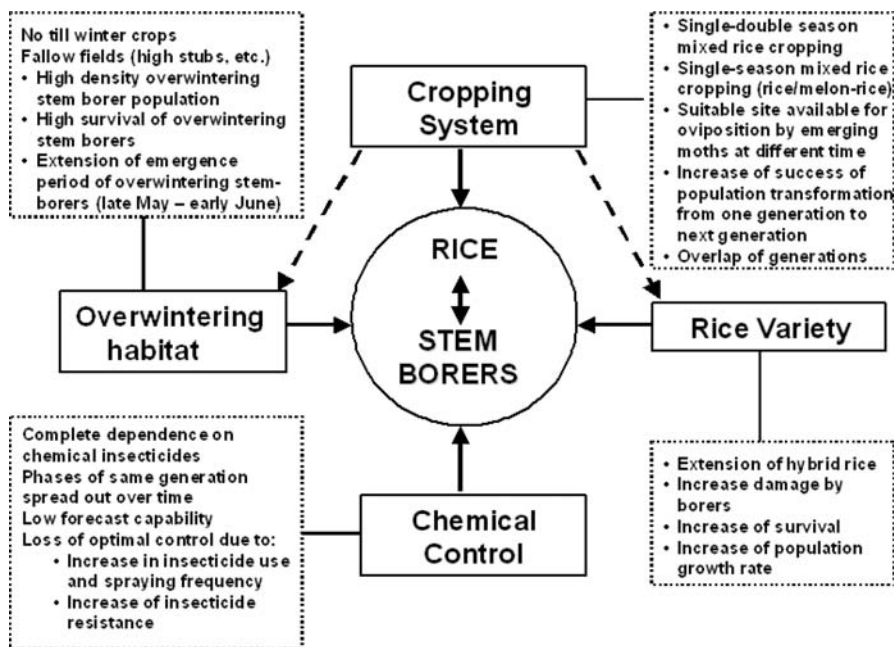 No till winter crops
Fallow fields (high stubs, etc.)
• High density overwintering
stem borer population
• High survival of overwintering
stem borers
• Extension of emergence
period of overwintering stem-
borers (late May – early June)
Cropping
System
• Single-double season
mixed rice cropping
• Single-season mixed rice
cropping (rice/melon-rice)
• Suitable site available for
oviposition by emerging
moths at different time
• Increase of success of
population transformation
from one generation to
next generation
• Overlap of generations
Overwintering
habitat
RICE
STEM
BORERS
Rice Variety
Complete dependence on
chemical insecticides
Phases of same generation
spread out over time
Low forecast capability
Loss of optimal control due to:
• Increase in insecticide use
and spraying frequency
• Increase of insecticide
resistance
Chemical
Control
• Extension of hybrid rice
• Increase damage by
borers
• Increase of survival
• Increase of population
growth rate